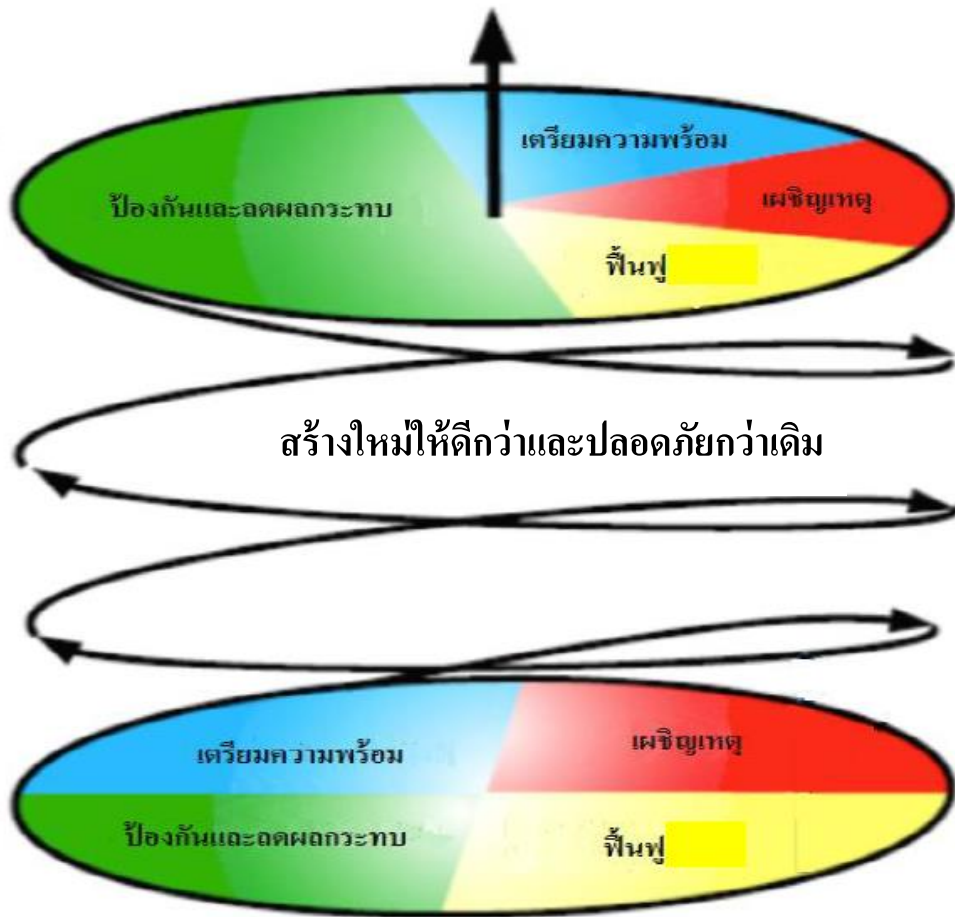 เตรียมความพร้อม
ป้องกันและลดผลกระทบ
เผชิญเหตุ
ฟื้นฟู
สร้างใหม่ให้ดีกว่าและปลอดภัยกว่าเดิม
เตรียมความพร้อม
เผชิญเหตุ
ป้องกันและลดผลกระทบ
ฟื้นฟู